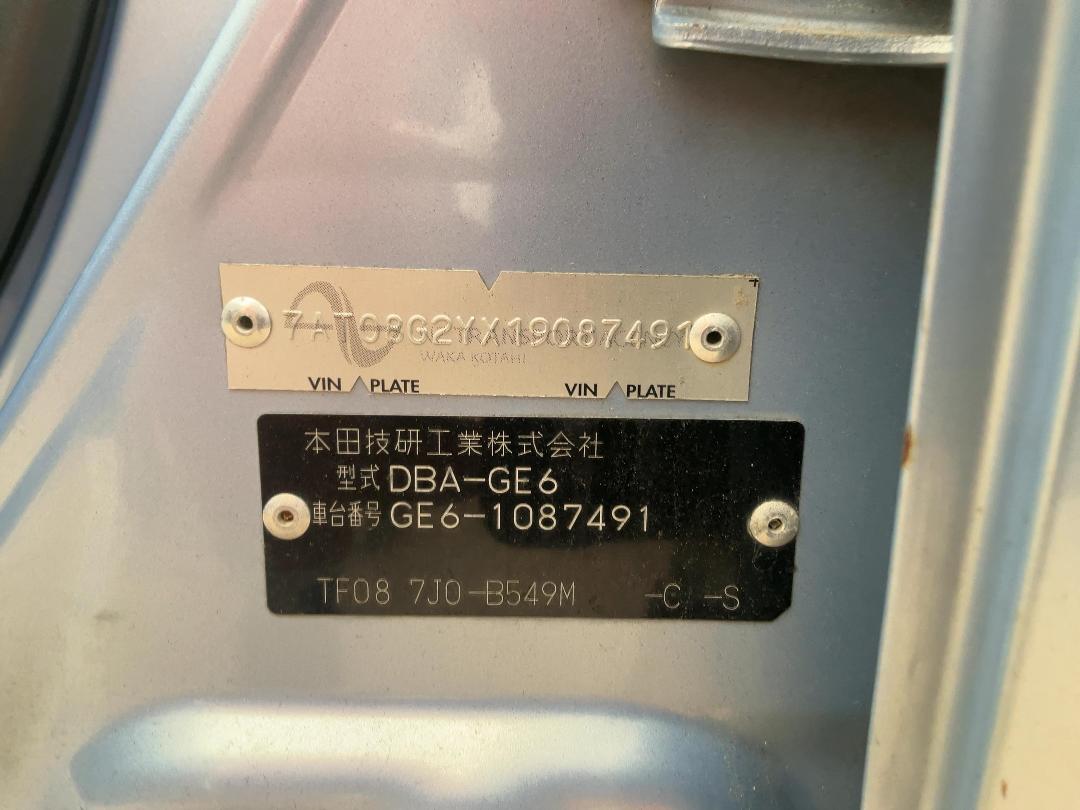 7AT08G2YX19087491
WAKA KOTAHI
VIN PLATE VIN PLATE
本田技研工業株式会社
型式 DBA-GE6
車台番号 GE6-1087491
TF08 7J0-B549M -C -S